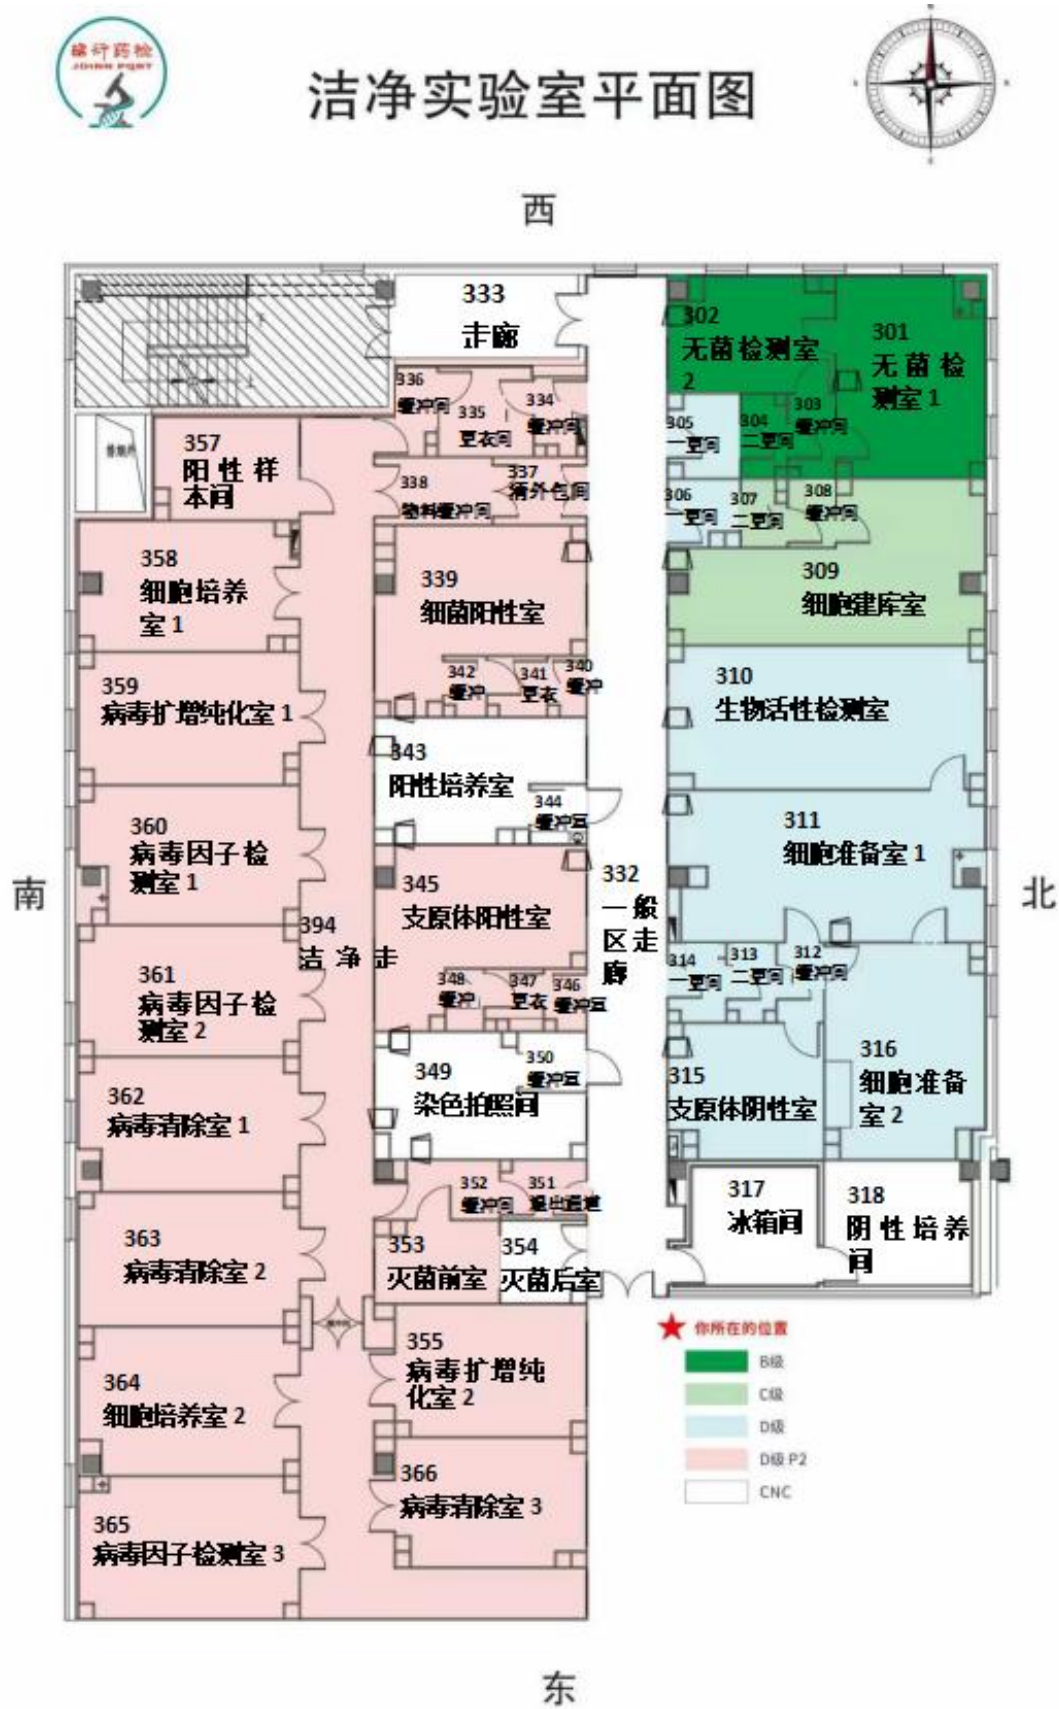 肆行药检
JOINN PQBT
洁净实验室平面图
西
333
走廊
302
无菌检测室
2
301
无菌检
测室 1
336
缓冲间
335
更衣间
334
缓冲间
305
一更间
304
二更间
303
缓冲间
357
阳性样
本间
338
物料缓冲间
337
清外包间
306
一更间
307
二更间
308
缓冲间
358
细胞培养
室 1
339
细菌阳性室
309
细胞建库室
342
缓冲
341
更衣
340
缓冲
359
病毒扩增纯化室 1
310
生物活性检测室
343
阳性培养室
344
缓冲间
360
病毒因子检
测室 1
311
细胞准备室 1
南
北
345
支原体阳性室
332
一般
区走
廊
394
洁净走
361
病毒因子检
测室 2
348
缓冲
347
更衣
346
缓冲间
314
一更间
313
二更间
312
缓冲间
349
染色拍照间
350
缓冲间
315
支原体阴性室
316
细胞准备
室 2
362
病毒清除室 1
352
缓冲间
351
退出通道
317
冰箱间
318
阴性培养
间
363
病毒清除室 2
353
灭菌前室
354
灭菌后室
355
病毒扩增纯
化室 2
364
细胞培养室 2
366
病毒清除室 3
365
病毒因子检测室 3
你所在的位置
B级
C级
D级
D级 P2
CNC
东